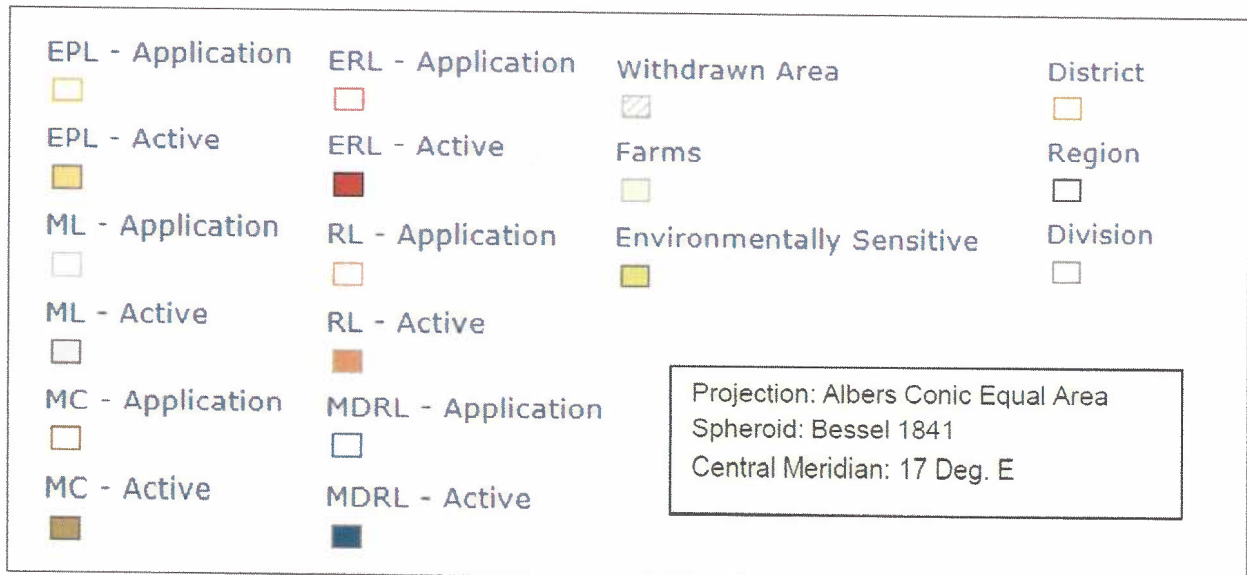 EPL - Application
EPL - Active
ML - Application
ML - Active
MC - Application
MC - Active
ERL - Application
ERL - Active
RL - Application
RL - Active
MDRL - Application
MDRL - Active
Withdrawn Area
Farms
Environmentally Sensitive
District
Region
Division
Projection: Albers Conic Equal Area
Spheroid: Bessel 1841
Central Meridian: 17 Deg. E